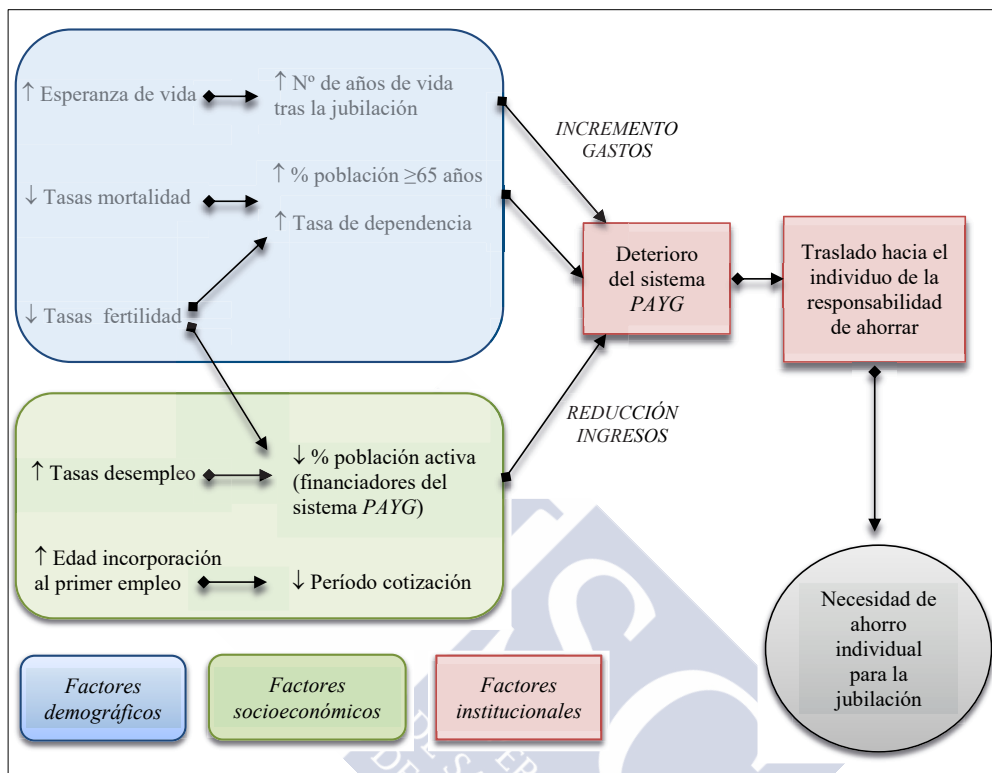 ↑ Esperanza de vida
↑ Nº de años de vida
tras la jubilación
↓ Tasas mortalidad
↑ % población ≥65 años
↑ Tasa de dependencia
↓ Tasas fertilidad
INCREMENTO
GASTOS
Deterioro
del sistema
PAYG
Traslado hacia el
individuo de la
responsabilidad
de ahorrar
↑ Tasas desempleo
↓ % población activa
(financiadores del
sistema PAYG)
↑ Edad incorporación
al primer empleo
↓ Período cotización
REDUCCIÓN
INGRESOS
Necesidad de
ahorro
individual
para la
jubilación
Factores
demográficos
Factores
socioeconómicos
Factores
institucionales